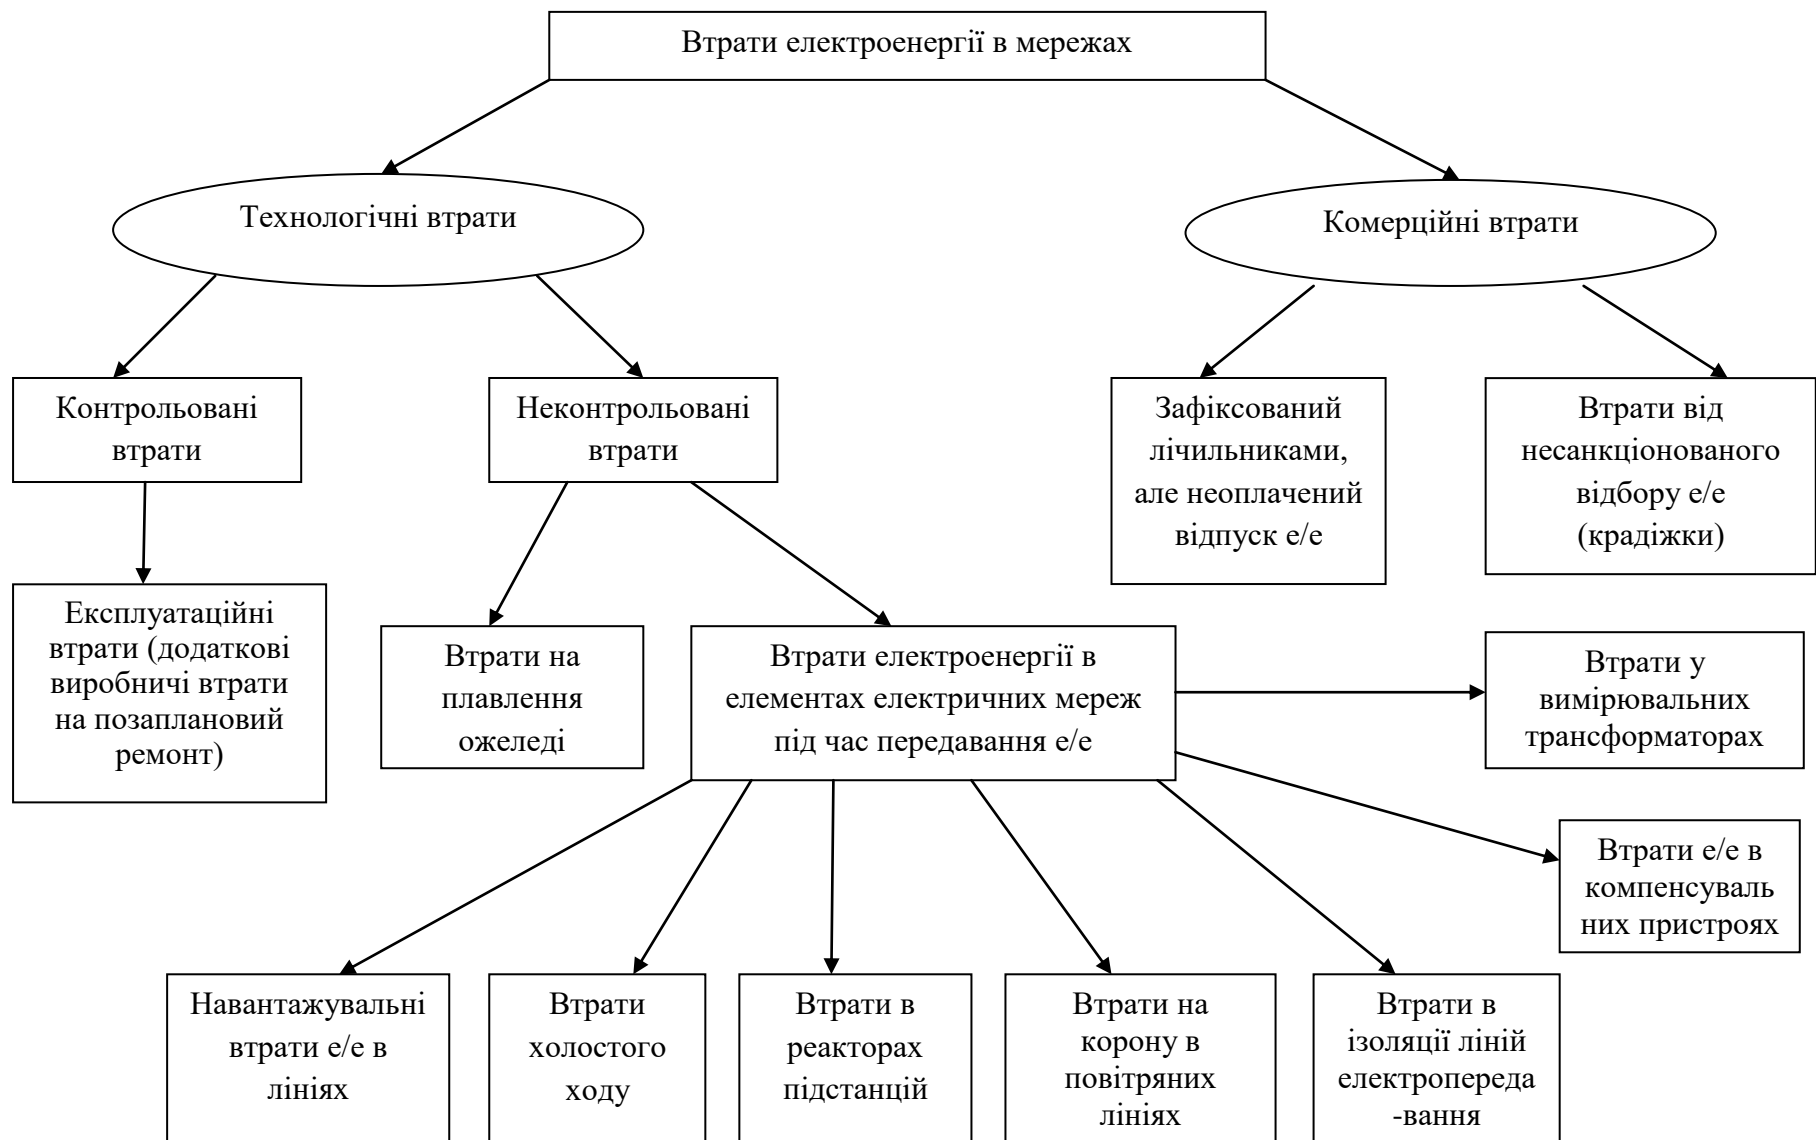 Втрати електроенергії в мережах
Технологічні втрати
Комерційні втрати
Контрольовані
втрати
Неконтрольовані
втрати
Зафіксований
лічильниками,
але неоплачений
відпуск е/е
Втрати від
несанкціонованого
відбору е/е
(крадіжки)
Експлуатаційні
втрати (додаткові
виробничі втрати
на позаплановий
ремонт)
Втрати на
плавлення
ожеледі
Втрати електроенергії в
елементах електричних мереж
під час передавання е/е
Втрати у
вимірювальних
трансформаторах
Втрати е/е в
компенсуваль
них пристроях
Навантажувальні
втрати е/е в
лініях
Втрати
холостого
ходу
Втрати в
реакторах
підстанцій
Втрати на
корону в
повітряних
лініях
Втрати в
ізоляції ліній
електропереда
-вання